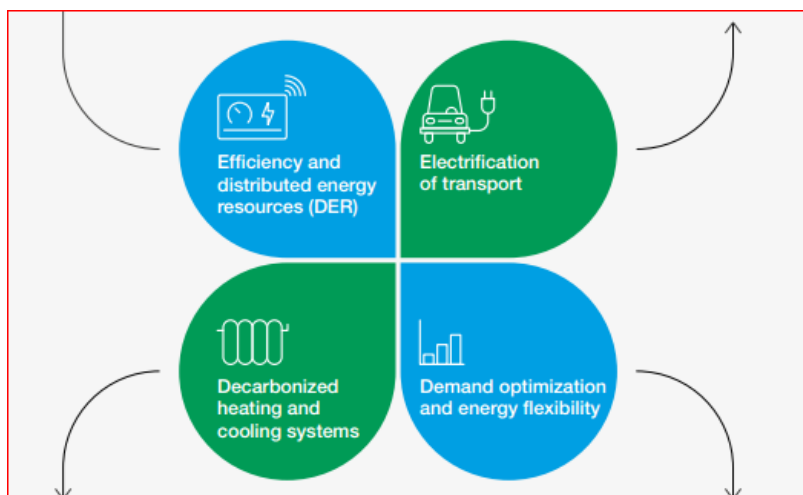 Efficiency and
distributed energy
resources (DER)
Electrification
of transport
Decarbonized
heating and
cooling systems
Demand optimization
and energy flexibility